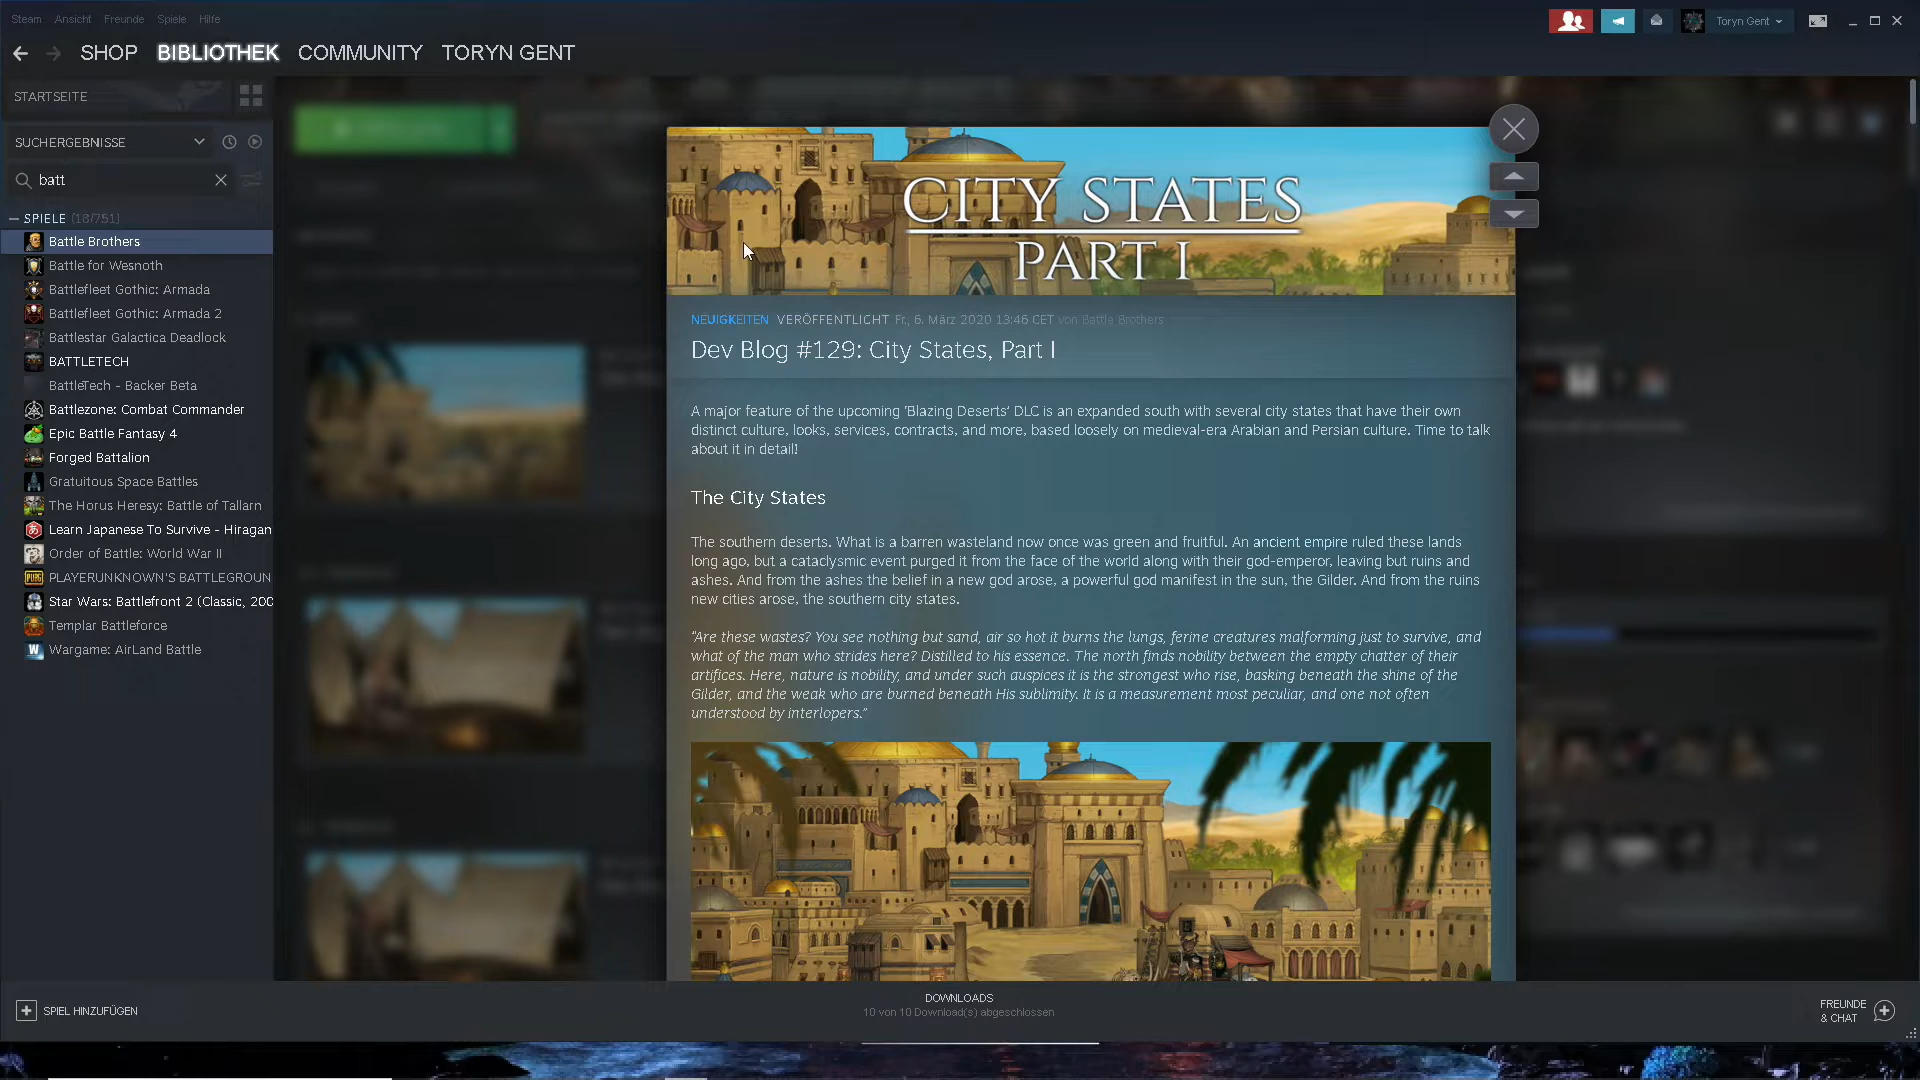 Steam Ansicht Freunde Spiele Hilfe
Toryn Gent
SHOP BIBLIOTHEK COMMUNITY TORYN GENT
STARTSEITE
SUCHERGEBNISSE
batt
SPIELE (18/751)
Battle Brothers
Battle for Wesnoth
Battlefleet Gothic: Armada
Battlefleet Gothic: Armada 2
Battlestar Galactica Deadlock
BATTLETECH
BattleTech - Backer Beta
Battlezone: Combat Commander
Epic Battle Fantasy 4
Forged Battalion
Gratuitous Space Battles
The Horus Heresy: Battle of Tallarn
Learn Japanese To Survive - Hiragan
Order of Battle: World War II
PLAYERUNKNOWN'S BATTLEGROUN
Star Wars: Battlefront 2 (Classic, 200
Templar Battleforce
Wargame: AirLand Battle
CITY STATES
PART I
NEUIGKEITEN VERÖFFENTLICHT Fr., 6. März 2020 13:46 CET von Battle Brothers
Dev Blog #129: City States, Part I
A major feature of the upcoming 'Blazing Deserts' DLC is an expanded south with several city states that have their own
distinct culture, looks, services, contracts, and more, based loosely on medieval-era Arabian and Persian culture. Time to talk
about it in detail!
The City States
The southern deserts. What is a barren wasteland now once was green and fruitful. An ancient empire ruled these lands
long ago, but a cataclysmic event purged it from the face of the world along with their god-emperor, leaving but ruins and
ashes. And from the ashes the belief in a new god arose, a powerful god manifest in the sun, the Gilder. And from the ruins
new cities arose, the southern city states.
"Are these wastes? You see nothing but sand, air so hot it burns the lungs, ferine creatures malforming just to survive, and
what of the man who strides here? Distilled to his essence. The north finds nobility between the empty chatter of their
artifices. Here, nature is nobility, and under such auspices it is the strongest who rise, basking beneath the shine of the
Gilder, and the weak who are burned beneath His sublimity. It is a measurement most peculiar, and one not often
understood by interlopers."
SPIEL HINZUFÜGEN
DOWNLOADS
10 von 10 Download(s) abgeschlossen
FREUNDE
& CHAT